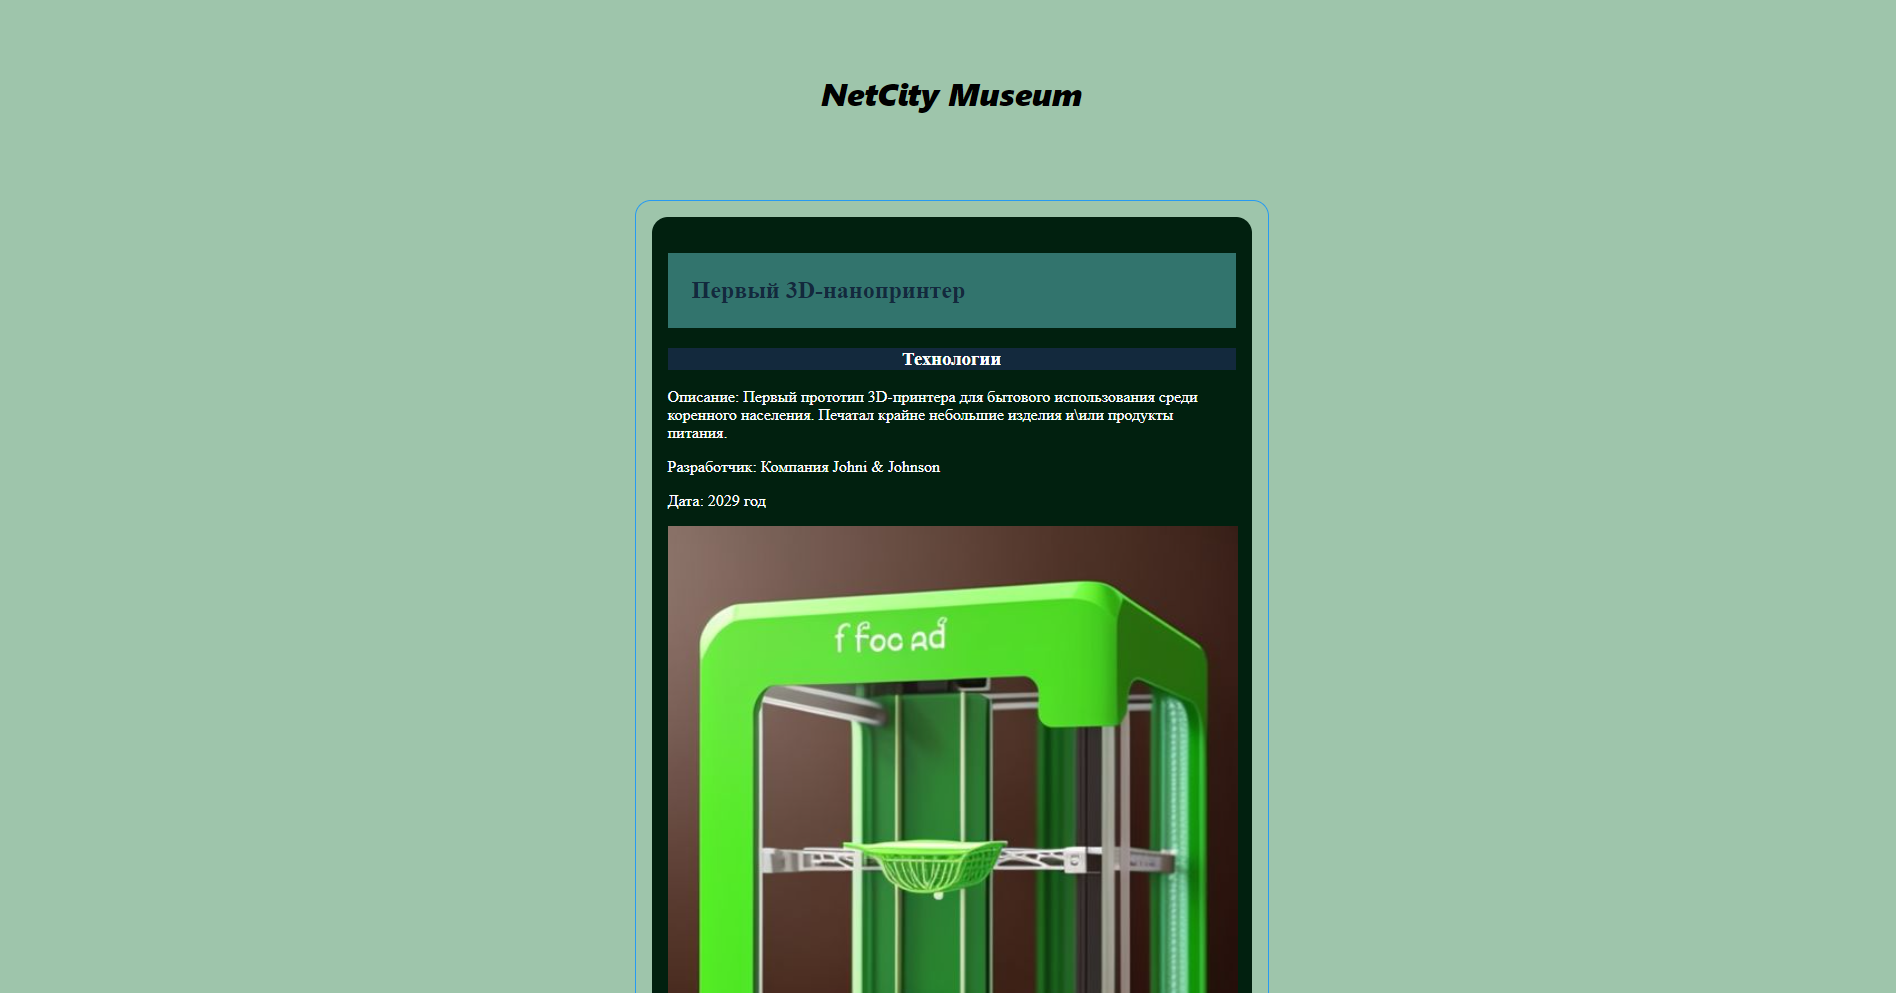 NetCity Museum
Первый 3D-нанопринтер
Технологии
Описание: Первый прототип 3D-принтера для бытового использования среди
коренного населения. Печатал крайне небольшие изделия и\или продукты
питания.
Разработчик: Компания Johni & Johnson
Дата: 2029 год
f Foc ad